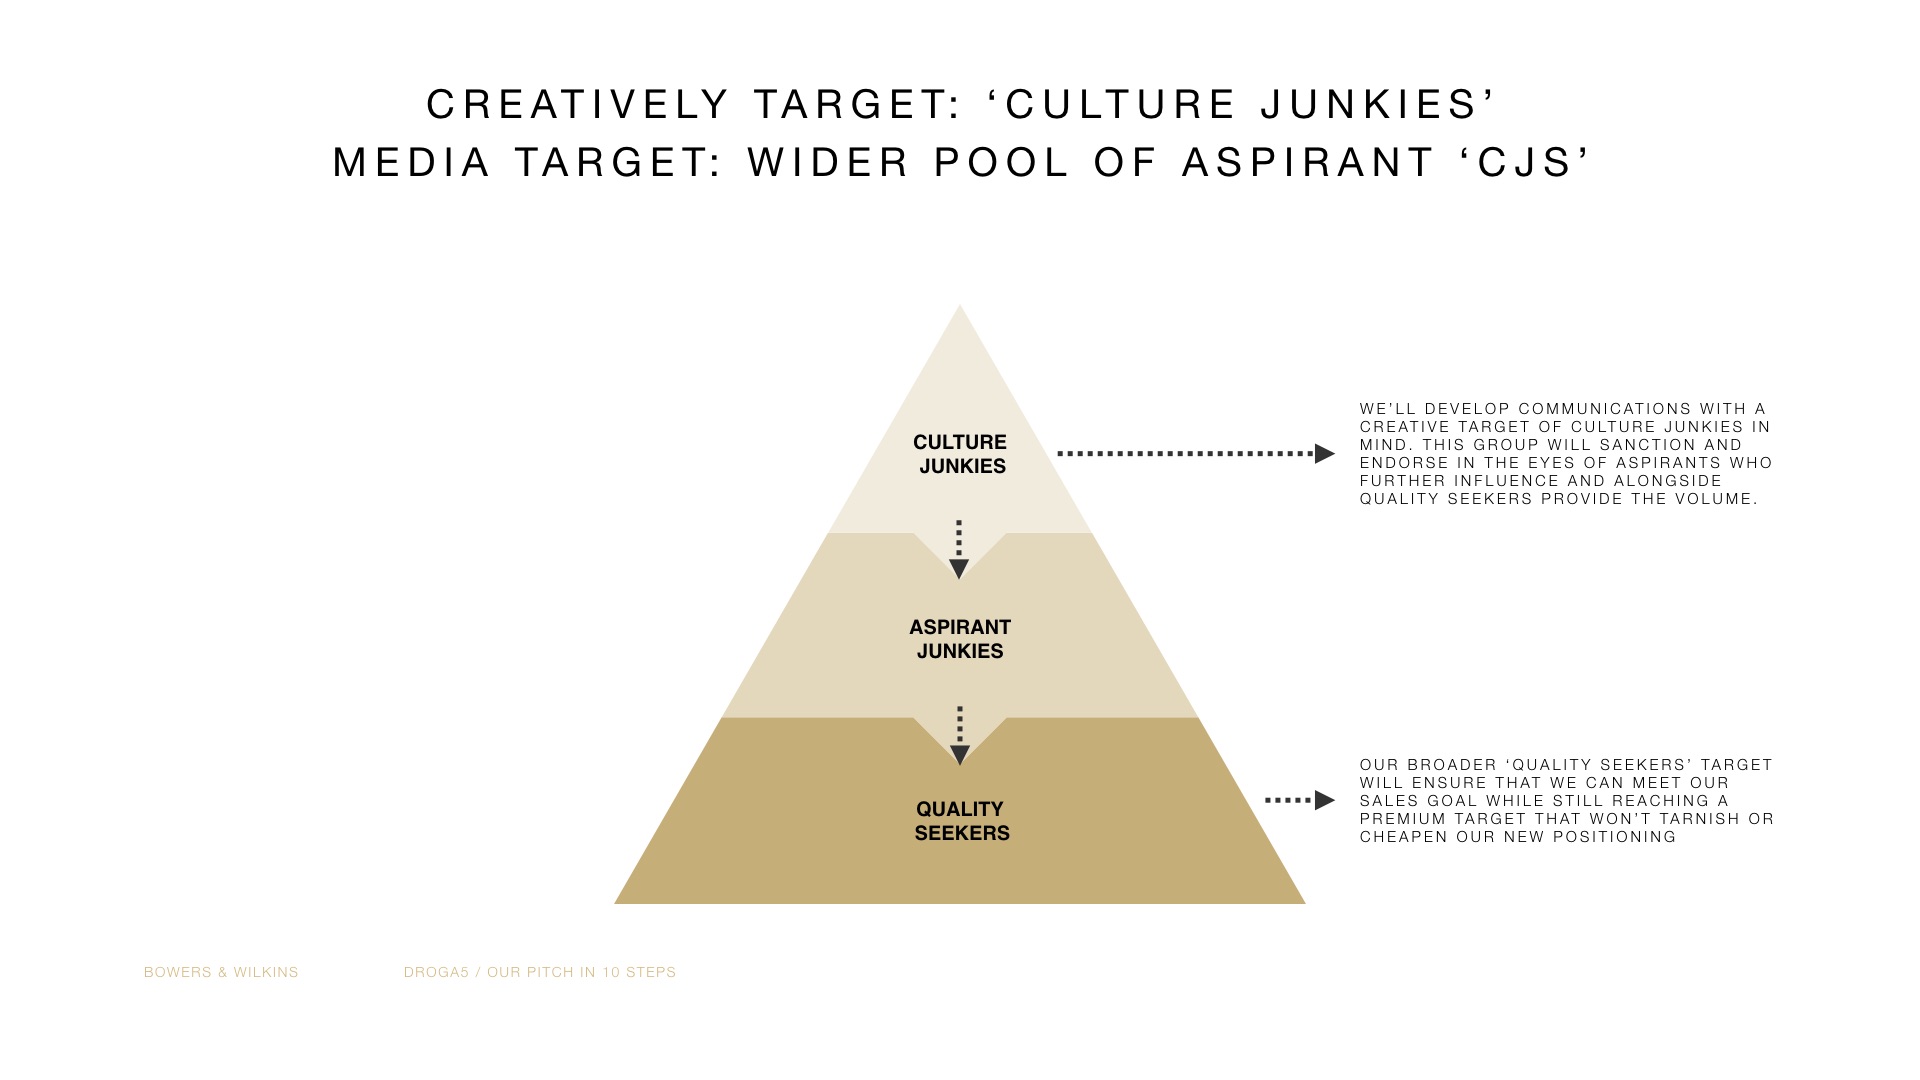 CREATIVELY TARGET: ‘CULTURE JUNKIES’
MEDIA TARGET: WIDER POOL OF ASPIRANT ‘CJS’
CULTURE
JUNKIES
WE’LL DEVELOP COMMUNICATIONS WITH A
CREATIVE TARGET OF CULTURE JUNKIES IN
MIND. THIS GROUP WILL SANCTION AND
ENDORSE IN THE EYES OF ASPIRANTS WHO
FURTHER INFLUENCE AND ALONGSIDE
QUALITY SEEKERS PROVIDE THE VOLUME.
ASPIRANT
JUNKIES
QUALITY
SEEKERS
OUR BROADER ‘QUALITY SEEKERS’ TARGET
WILL ENSURE THAT WE CAN MEET OUR
SALES GOAL WHILE STILL REACHING A
PREMIUM TARGET THAT WON’T TARNISH OR
CHEAPEN OUR NEW POSITIONING
BOWERS & WILKINS
DROGA5 / OUR PITCH IN 10 STEPS